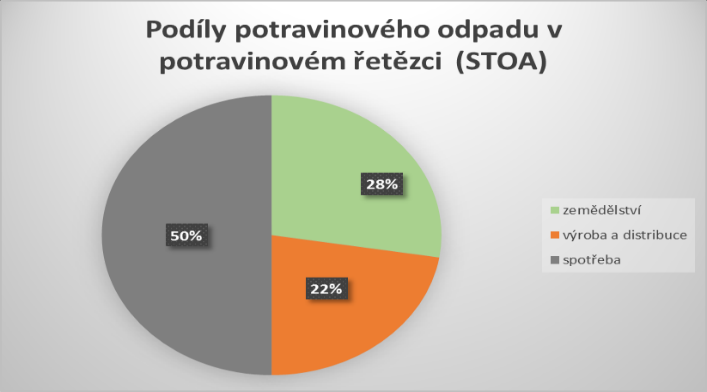 Podíly potravinového odpadu v
potravinovém řetězci (STOA)
28%
50%
22%
zemědělství
výroba a distribuce
spotřeba